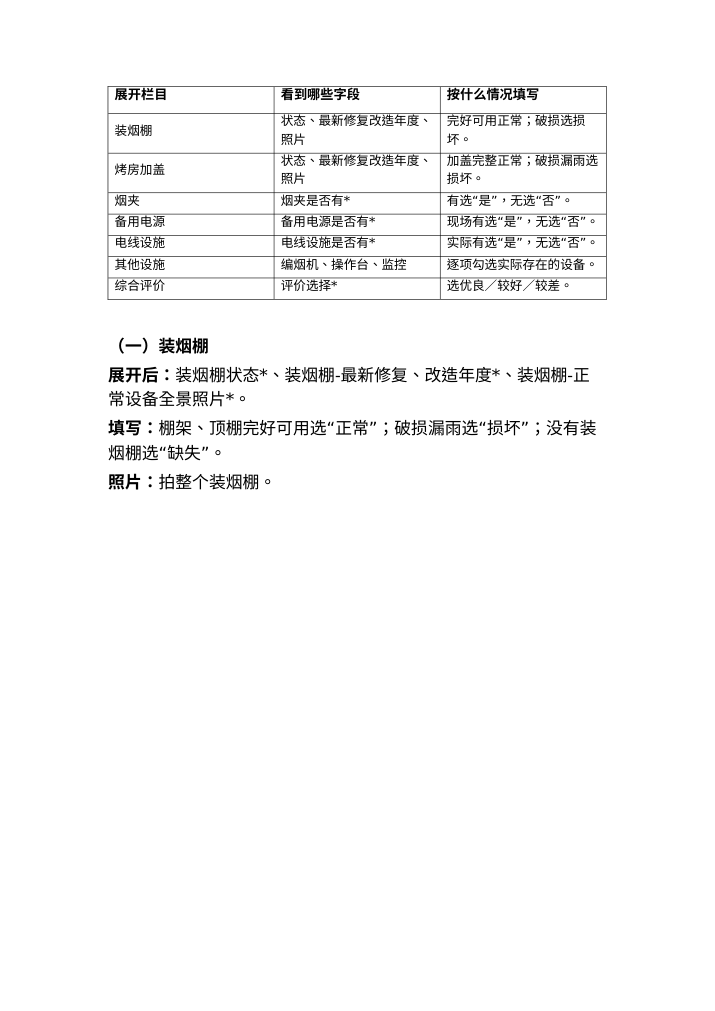 展开栏目 看到哪些字段 按什么情况填写
装烟棚 状态、最新修复改造年度、照片 完好可用正常；破损选损坏。
烤房加盖 状态、最新修复改造年度、照片 加盖完整正常；破损漏雨选损坏。
烟夹 烟夹是否有* 有选“是”，无选“否”。
备用电源 备用电源是否有* 现场有选“是”，无选“否”。
电线设施 电线设施是否有* 实际有选“是”，无选“否”。
其他设施 编烟机、操作台、监控 逐项勾选实际存在的设备。
综合评价 评价选择* 选优良／较好／较差。
（一）装烟棚
展开后：装烟棚状态*、装烟棚-最新修复、改造年度*、装烟棚-正
常设备全景照片*。
填写：棚架、顶棚完好可用选“正常”；破损漏雨选“损坏”；没有装
烟棚选“缺失”。
照片：拍整个装烟棚。